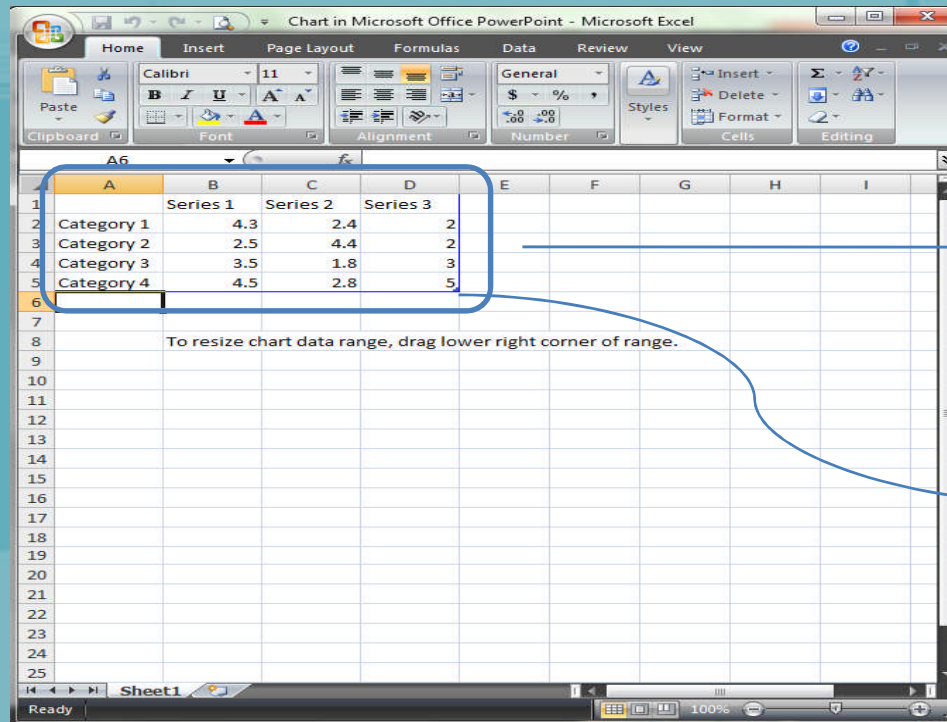 Chart in Microsoft Office PowerPoint - Microsoft Excel
Home Insert Page Layout Formulas Data Review View
Paste Calibri 11 General Styles Insert Delete Format
B I U A A A $ % , Σ
Clipboard Font Alignment Number Cells Editing
A6 fx
A B C D E F G H I
1 Series 1 Series 2 Series 3
2 Category 1 4.3 2.4 2
3 Category 2 2.5 4.4 2
4 Category 3 3.5 1.8 3
5 Category 4 4.5 2.8 5
6
7
8 To resize chart data range, drag lower right corner of range.
9
10
11
12
13
14
15
16
17
18
19
20
21
22
23
24
25
Sheet1
Ready 100%